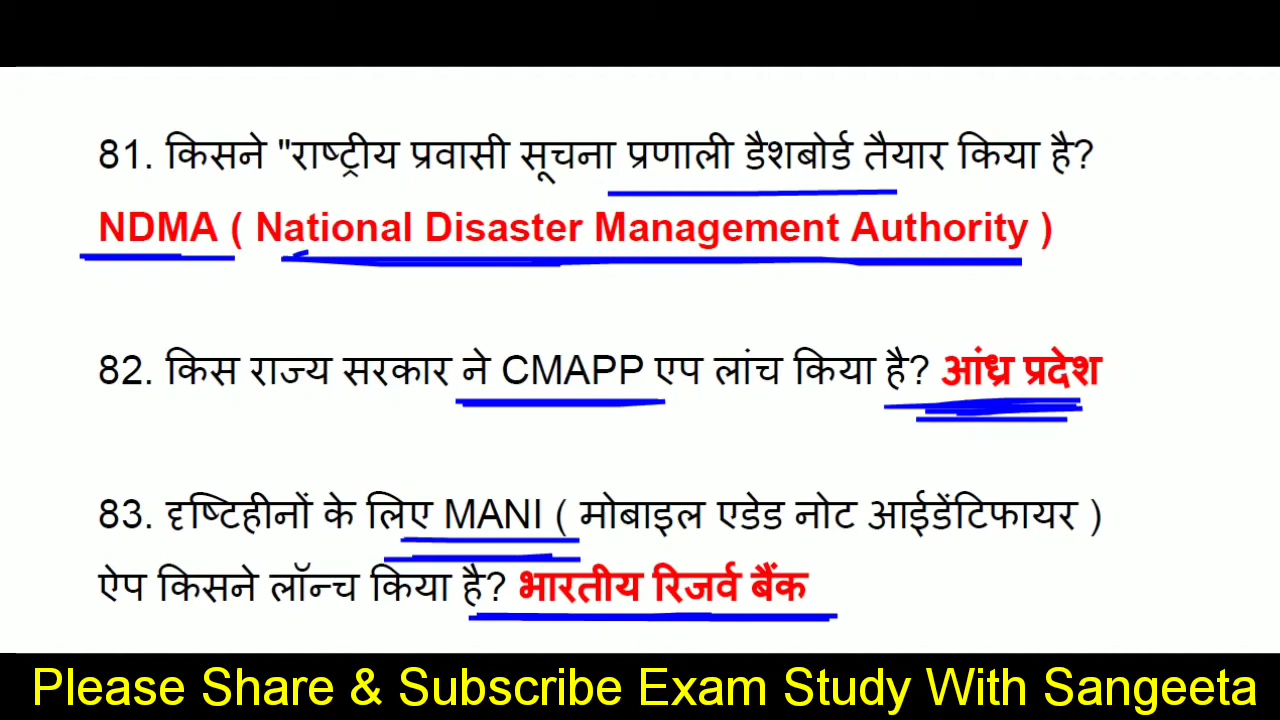 81. किसने "राष्ट्रीय प्रवासी सूचना प्रणाली डैशबोर्ड तैयार किया है?
NDMA ( National Disaster Management Authority )
82. किस राज्य सरकार ने CMAPP एप लांच किया है? आंध्र प्रदेश
83. दृष्टिहीनों के लिए MANI ( मोबाइल एडेड नोट आईडेंटिफायर )
ऐप किसने लॉन्च किया है? भारतीय रिजर्व बैंक
Please Share & Subscribe Exam Study With Sangeeta